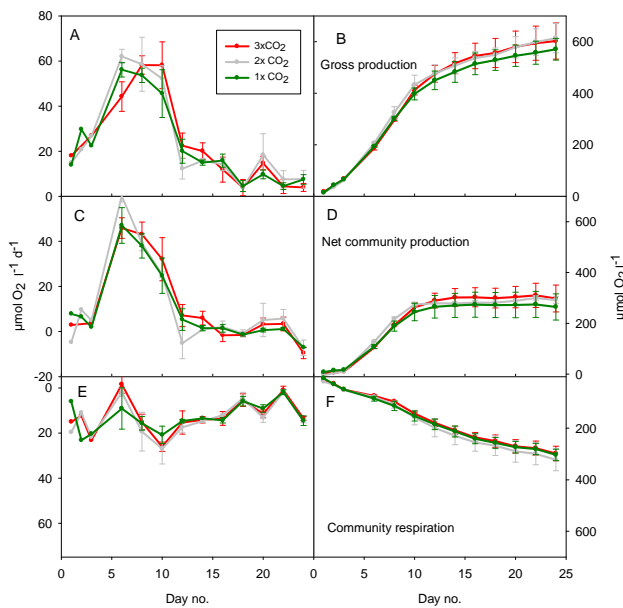 80
60
40
20
0
A
3xCO2
2x CO2
1x CO2
B
Gross production
600
400
200
0
C
40
20
0
-20
D
Net community production
600
400
200
0
µmol O2 l-1 d-1
µmol O2 l-1
E
0
20
40
60
F
Community respiration
200
400
600
0 5 10 15 20
0 5 10 15 20 25
Day no.
Day no.